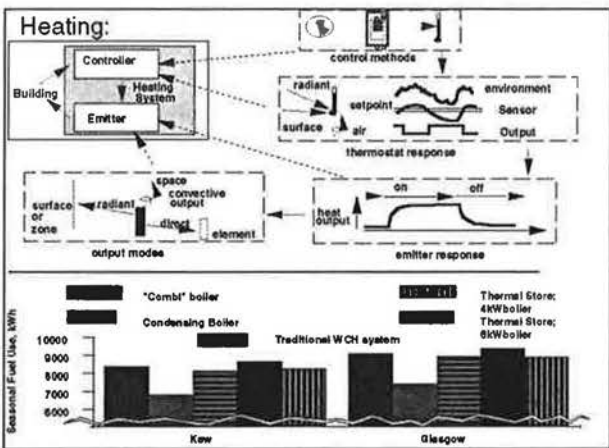 Heating:
Controller
Heating
System
Building
Emitter
control methods
radiant
setpoint
surface
air
environment
Sensor
Output
thermostat response
space
convective
output
radiant
surface
or
zone
direct
element
output modes
on
off
heat
output
emitter response
"Combi" boiler
Condensing Boiler
Traditional WCH system
Thermal Store;
4kWboiler
Thermal Store;
6kWboiler
Seasonal Fuel Use, kWh
10000
9000
8000
7000
6000
Kew
Glasgow